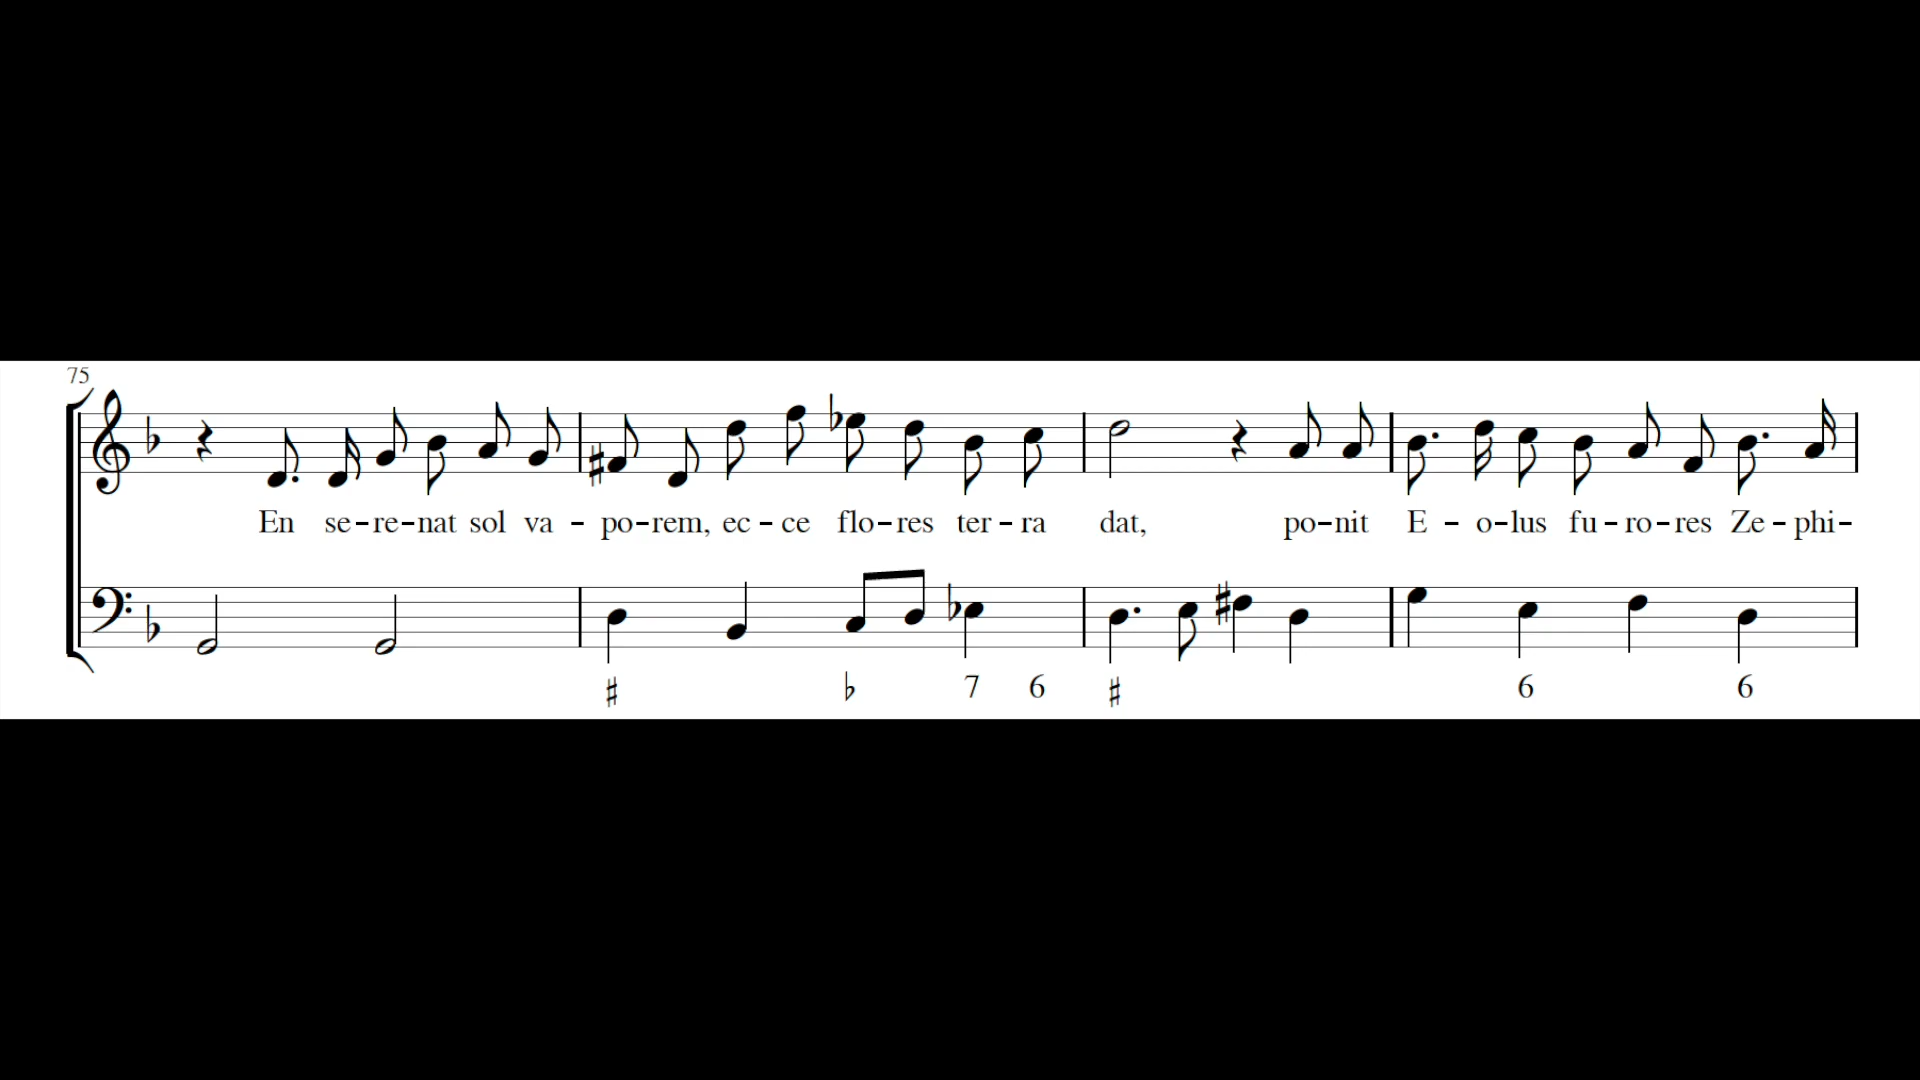 75
En se-re-nat sol va - po-rem, ec - ce flo-res ter - ra dat, po-nit E - o-lus fu - ro-res Ze - phi-
♯ ♭ 7 6 ♯ 6 6